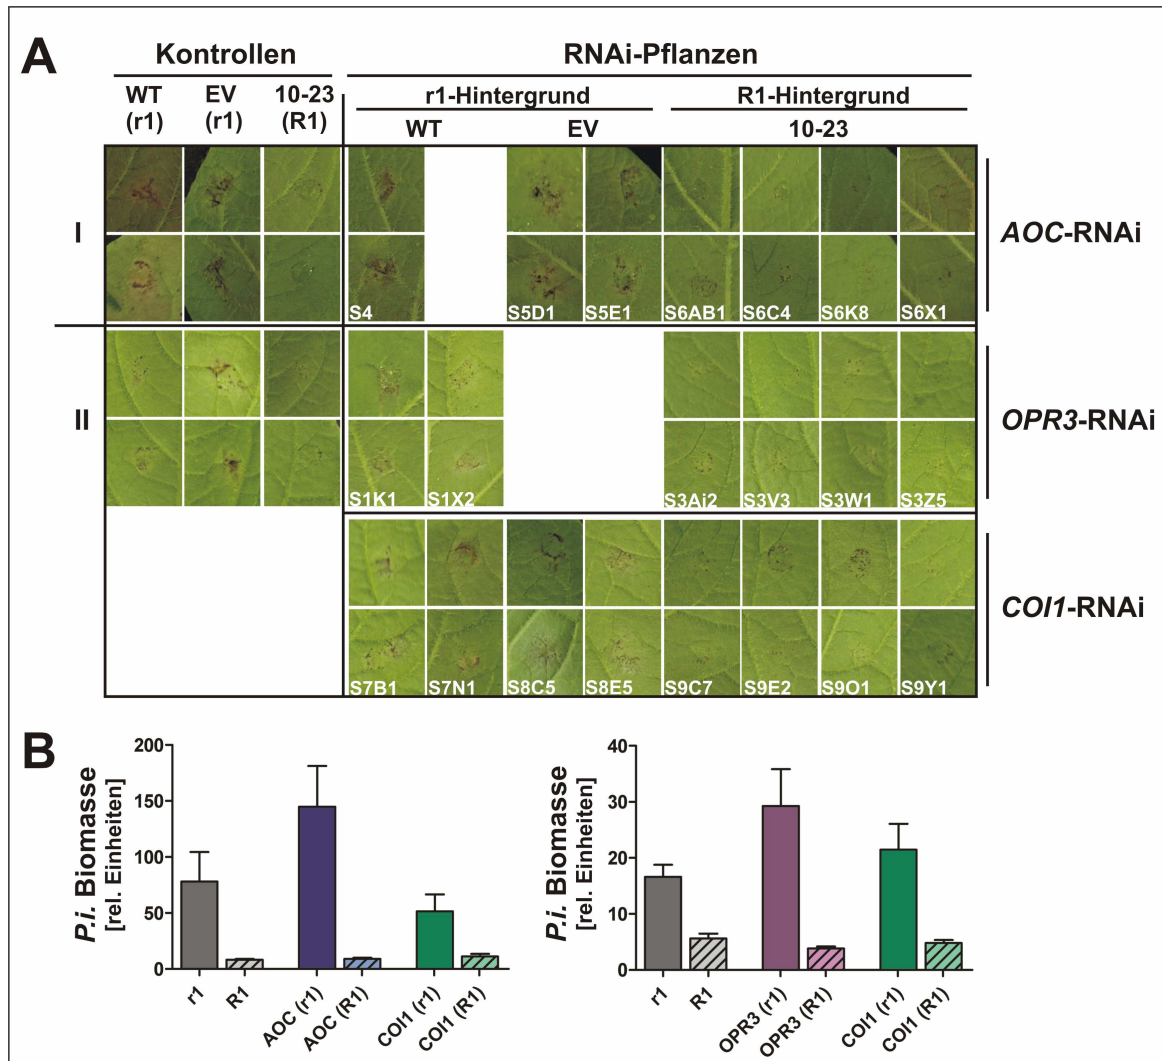 A
Kontrollen
RNAi-Pflanzen
WT (r1)
EV (r1)
10-23 (R1)
r1-Hintergrund
R1-Hintergrund
WT
EV
10-23
I
AOC-RNAi
S4
S5D1
S5E1
S6AB1
S6C4
S6K8
S6X1
II
OPR3-RNAi
S1K1
S1X2
S3Ai2
S3V3
S3W1
S3Z5
COI1-RNAi
S7B1
S7N1
S8C5
S8E5
S9C7
S9E2
S9O1
S9Y1
B
P.i. Biomasse
[rel. Einheiten]
200
150
100
50
0
r1
R1
AOC (r1)
AOC (R1)
COI1 (r1)
COI1 (R1)
P.i. Biomasse
[rel. Einheiten]
40
30
20
10
0
r1
R1
OPR3 (r1)
OPR3 (R1)
COI1 (r1)
COI1 (R1)